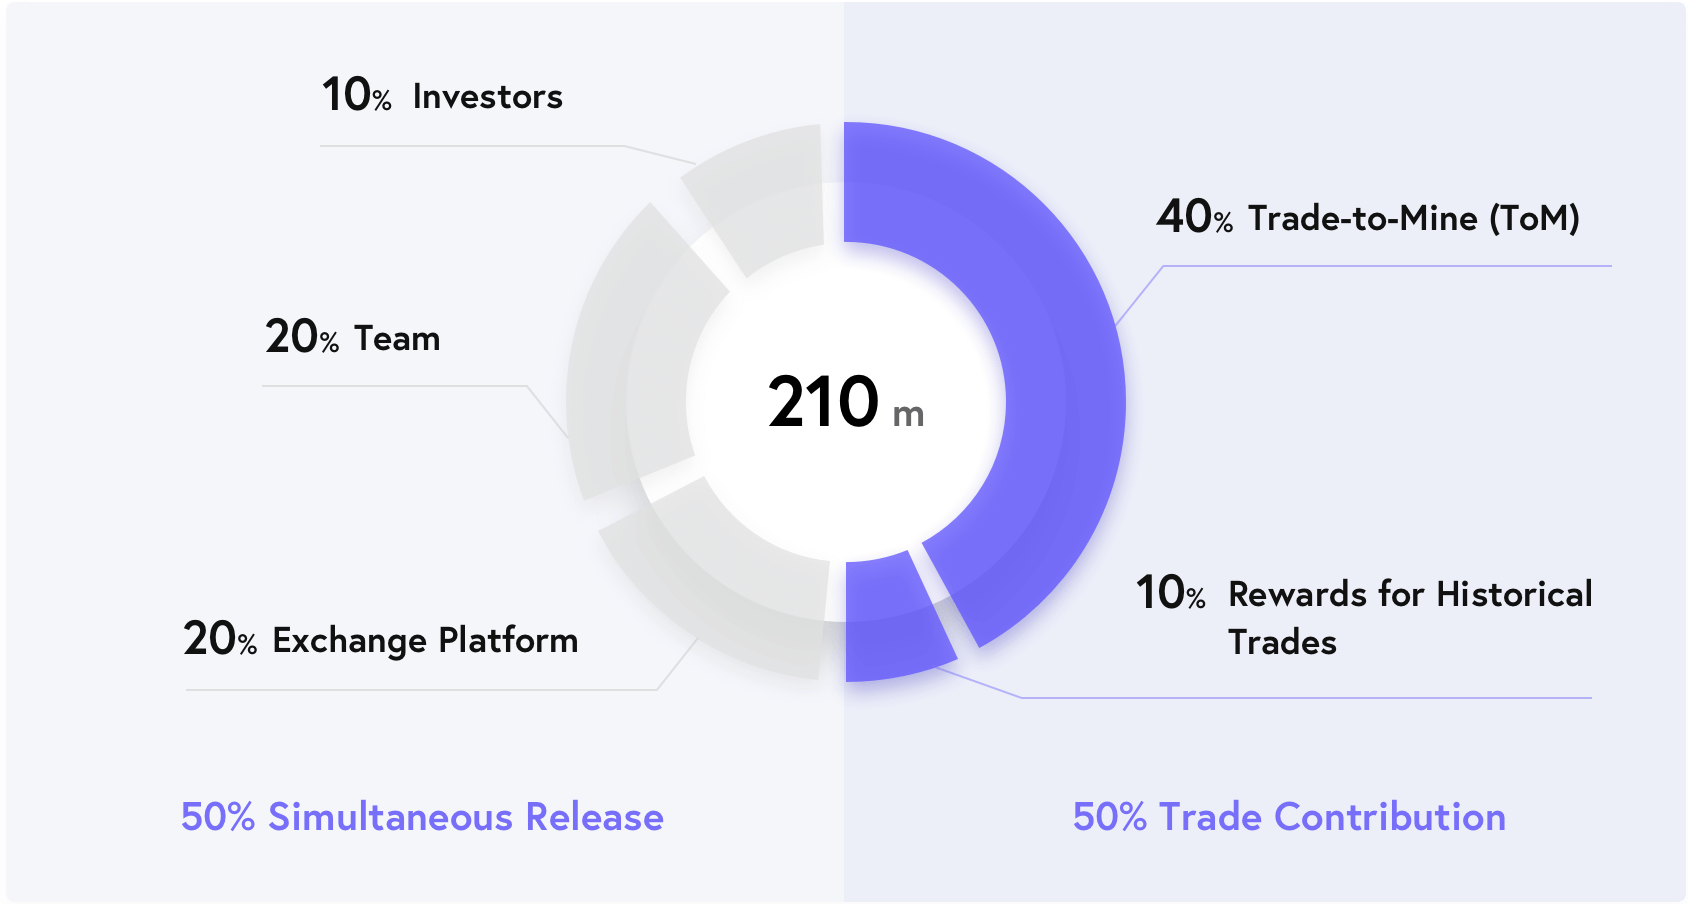 10% Investors
40% Trade-to-Mine (ToM)
20% Team
210 m
10% Rewards for Historical
Trades
20% Exchange Platform
50% Simultaneous Release
50% Trade Contribution